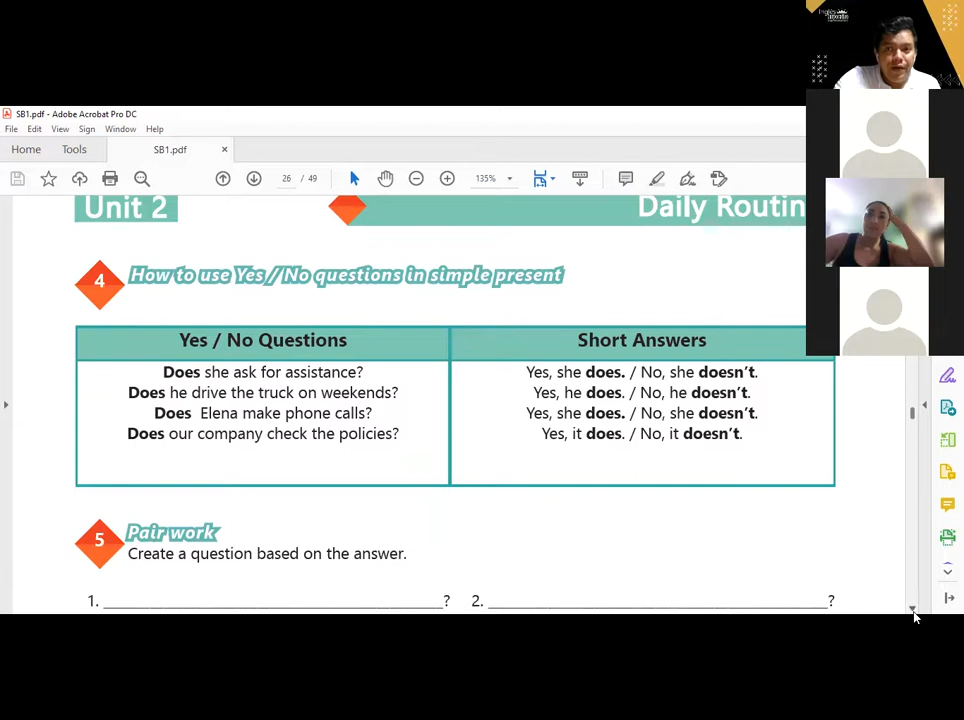 SB1.pdf - Adobe Acrobat Pro DC
File Edit View Sign Window Help
Home Tools SB1.pdf ×
26 / 49 135%
Unit 2 Daily Routin
4 How to use Yes / No questions in simple present
Yes / No Questions Short Answers
Does she ask for assistance? Yes, she does. / No, she doesn't.
Does he drive the truck on weekends? Yes, he does. / No, he doesn't.
Does Elena make phone calls? Yes, she does. / No, she doesn't.
Does our company check the policies? Yes, it does. / No, it doesn't.
5 Pair work
Create a question based on the answer.
1. ______________________________________? 2. ______________________________________?